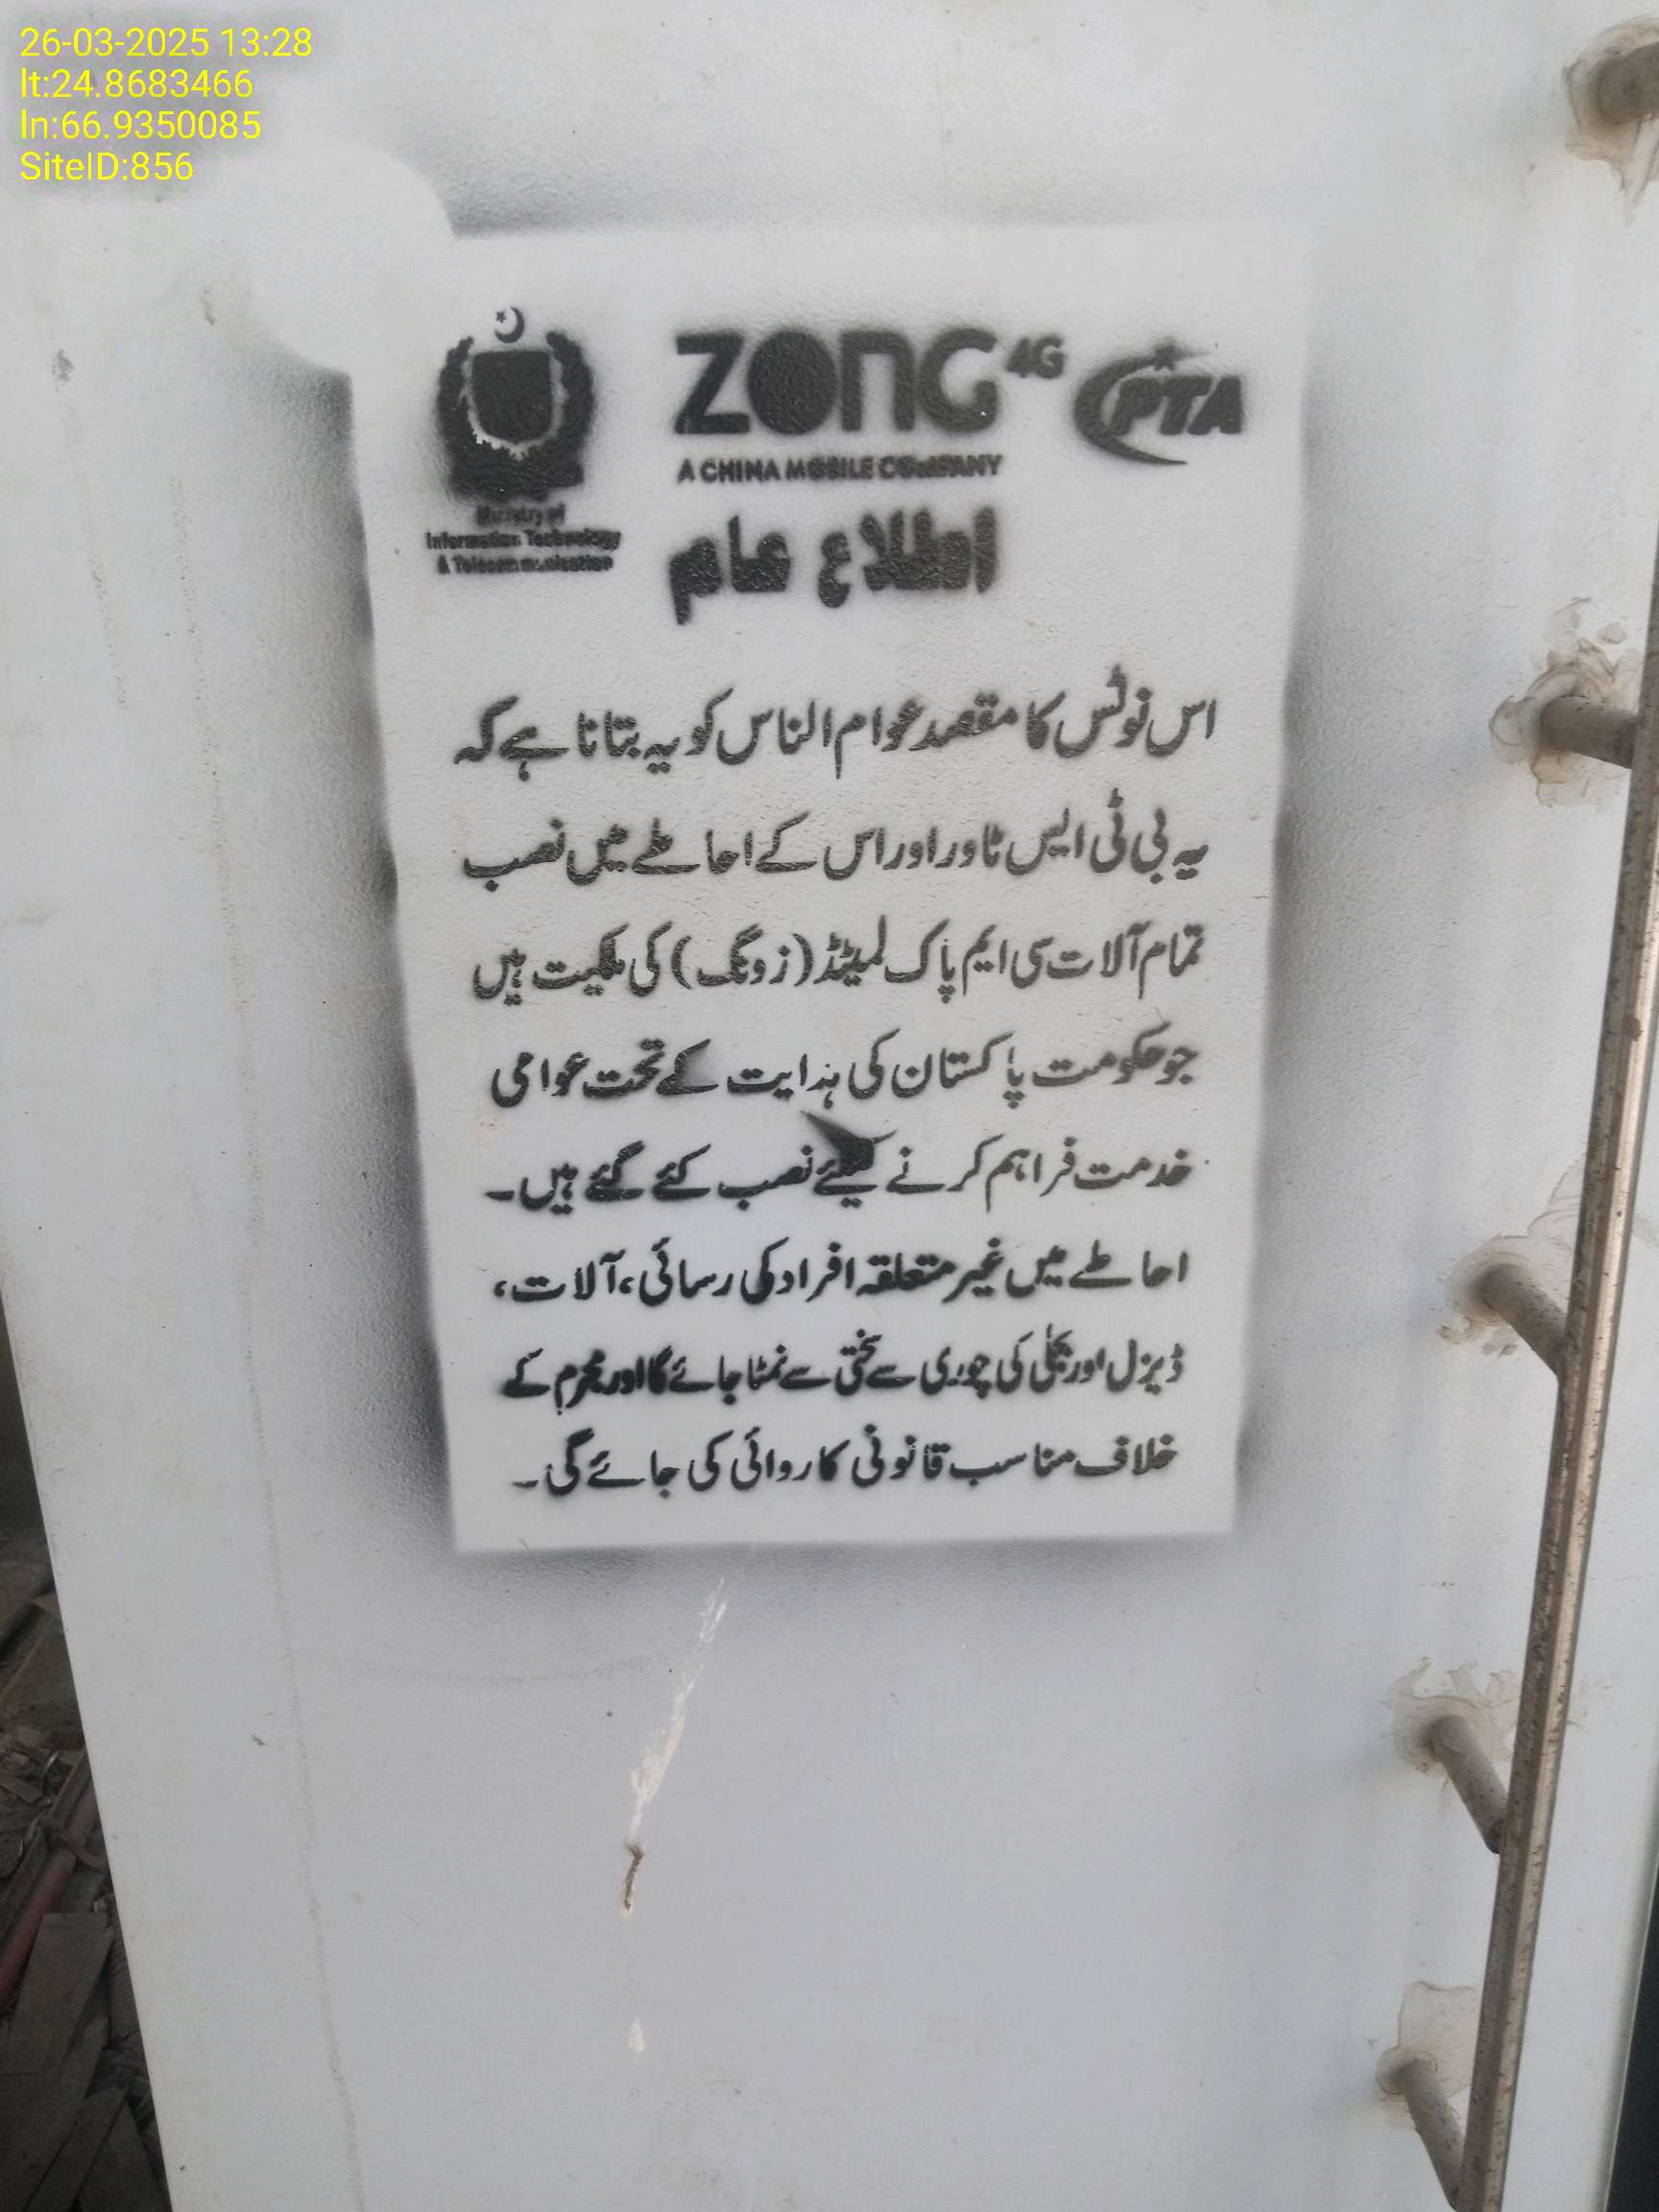 26-03-2025 13:28
lt:24.8683466
ln:66.9350085
SiteID:856
ZONG 4G
PTA
A CHINA MOBILE COMPANY
Ministry of
Information Technology
& Telecommunication
اطلاع عام
اس نوٹس کا مقصد عوام الناس کو یہ بتانا ہے کہ
یہ بی ٹی ایس ٹاور اور اس کے احاطے میں نصب
تمام آلات سی ایم پاک لمیٹڈ (زونگ) کی ملکیت ہیں
جو حکومت پاکستان کی ہدایت کے تحت عوامی
خدمت فراہم کرنے کیلئے نصب کئے گئے ہیں۔
احاطے میں غیر متعلقہ افراد کی رسائی، آلات،
ڈیزل اور بجلی کی چوری سے سختی سے نمٹا جائے گا اور مجرم کے
خلاف مناسب قانونی کاروائی کی جائے گی۔